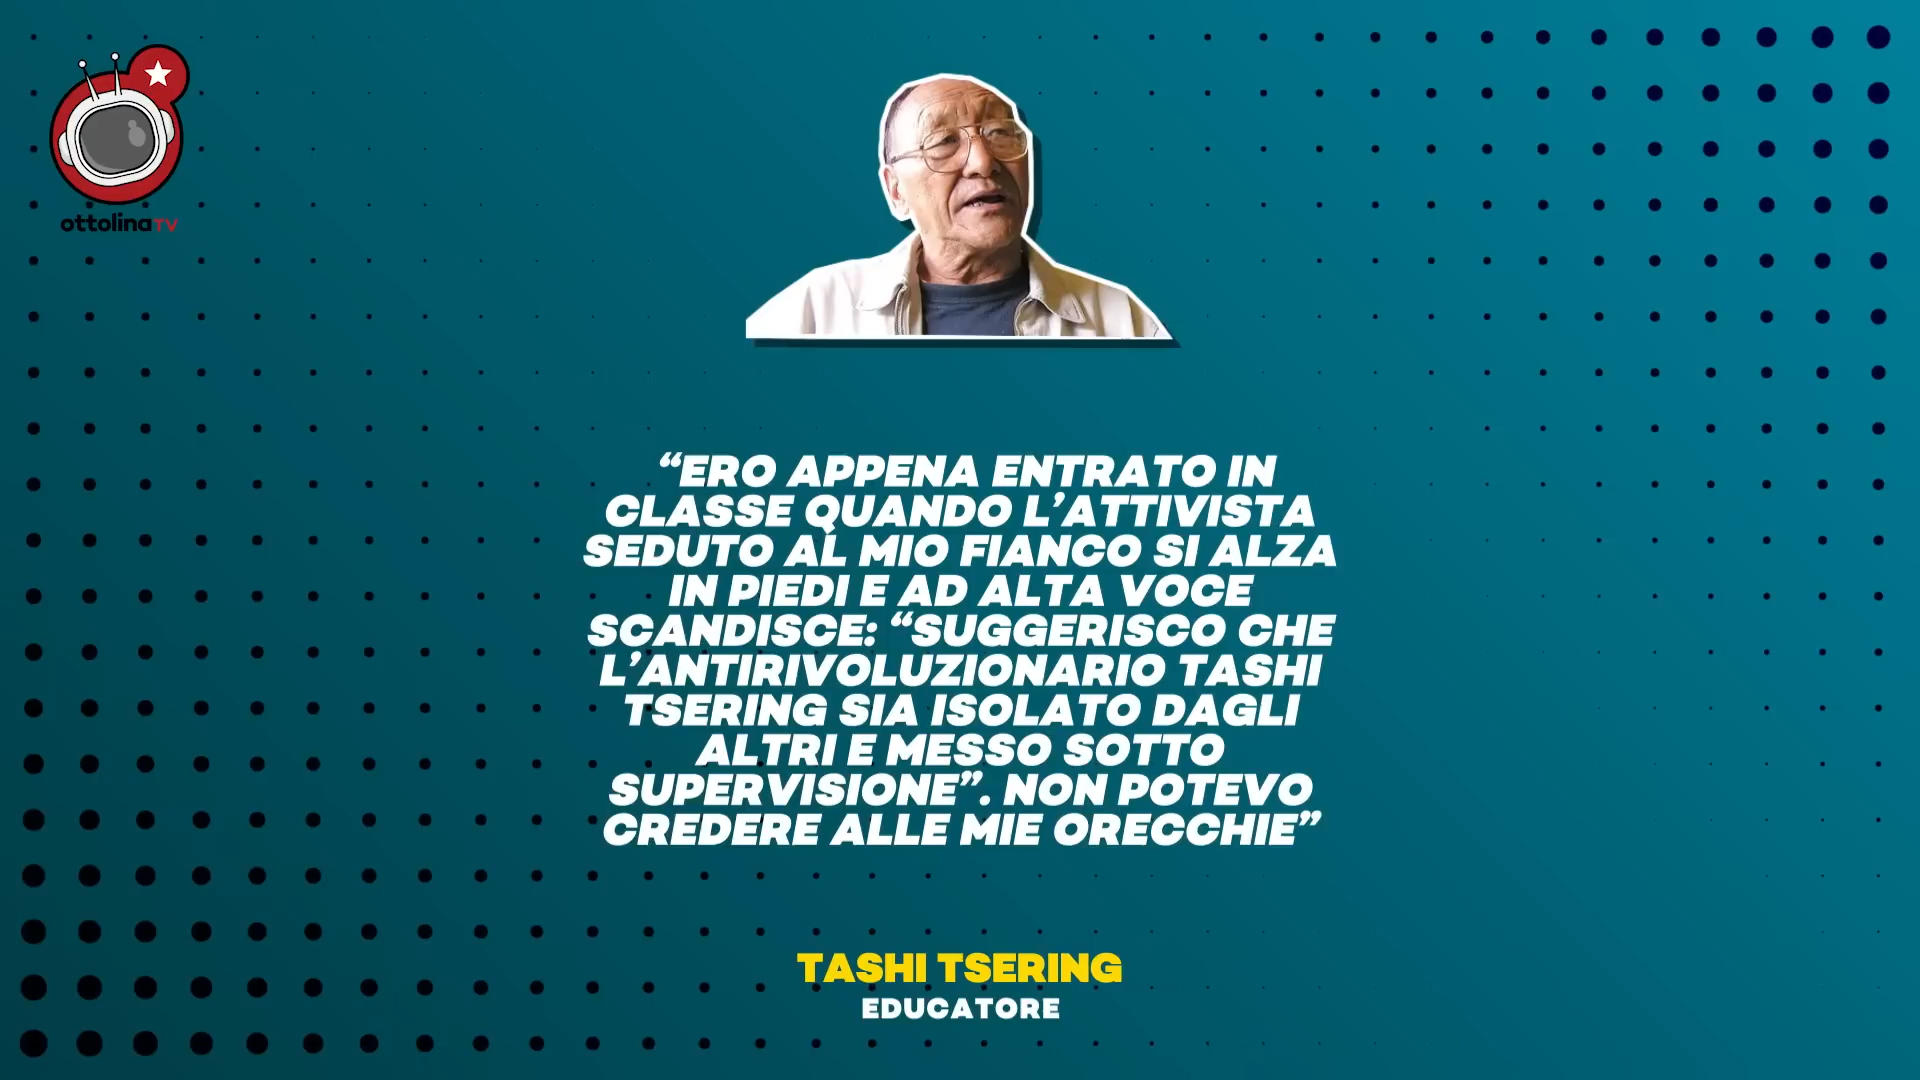 ottolinaTV
“ERO APPENA ENTRATO IN
CLASSE QUANDO L’ATTIVISTA
SEDUTO AL MIO FIANCO SI ALZA
IN PIEDI E AD ALTA VOCE
SCANDISCE: “SUGGERISCO CHE
L’ANTIRIVOLUZIONARIO TASHI
TSERING SIA ISOLATO DAGLI
ALTRI E MESSO SOTTO
SUPERVISIONE”. NON POTEVO
CREDERE ALLE MIE ORECCHIE”
TASHI TSERING
EDUCATORE